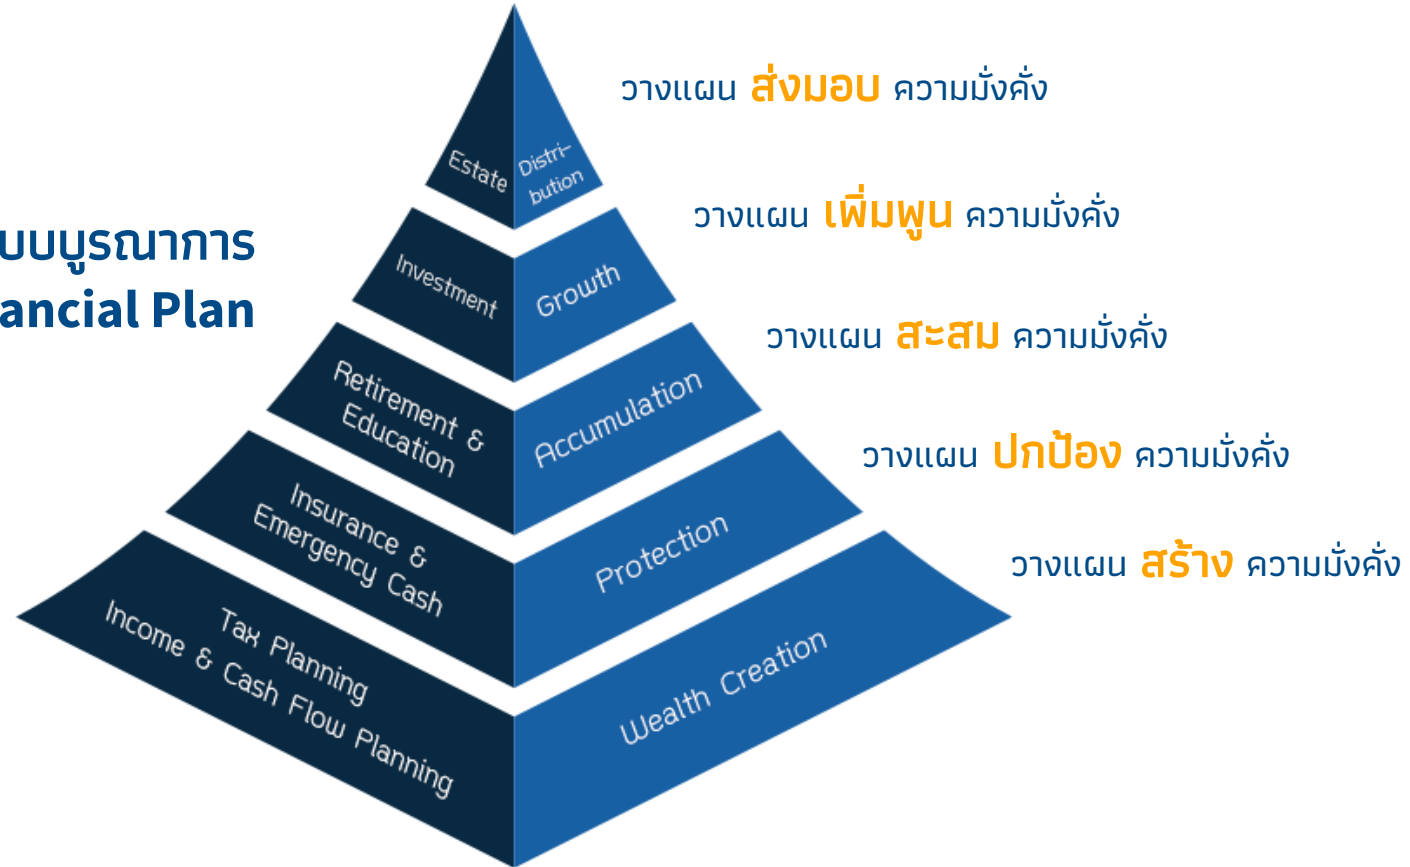 วางแผน ส่งมอบ ความมั่งคั่ง
Estate
Distri-
bution
วางแผน เพิ่มพูน ความมั่งคั่ง
บบบูรณาการ
ancial Plan
Investment
Growth
วางแผน สะสม ความมั่งคั่ง
Retirement &
Education
Accumulation
วางแผน ปกป้อง ความมั่งคั่ง
Insurance &
Emergency Cash
Protection
วางแผน สร้าง ความมั่งคั่ง
Tax Planning
Income & Cash Flow Planning
Wealth Creation